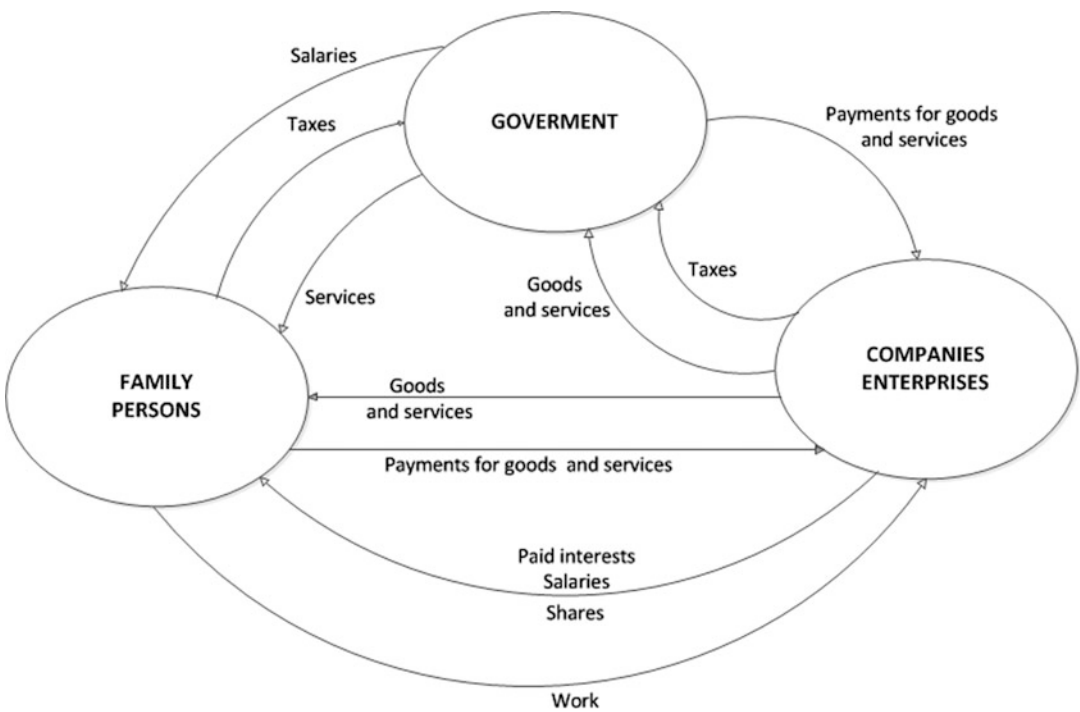 Salaries
Taxes
GOVERMENT
Payments for goods
and services
Services
Goods
and services
Taxes
FAMILY
PERSONS
COMPANIES
ENTERPRISES
Goods
and services
Payments for goods and services
Paid interests
Salaries
Shares
Work